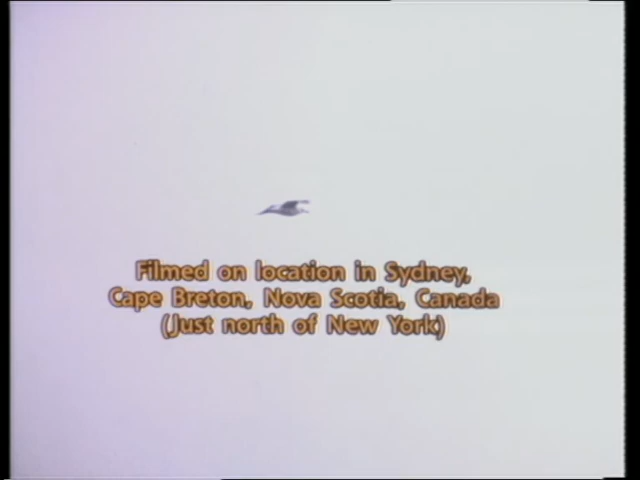 Filmed on location in Sydney,
Cape Breton, Nova Scotia, Canada
(Just north of New York)